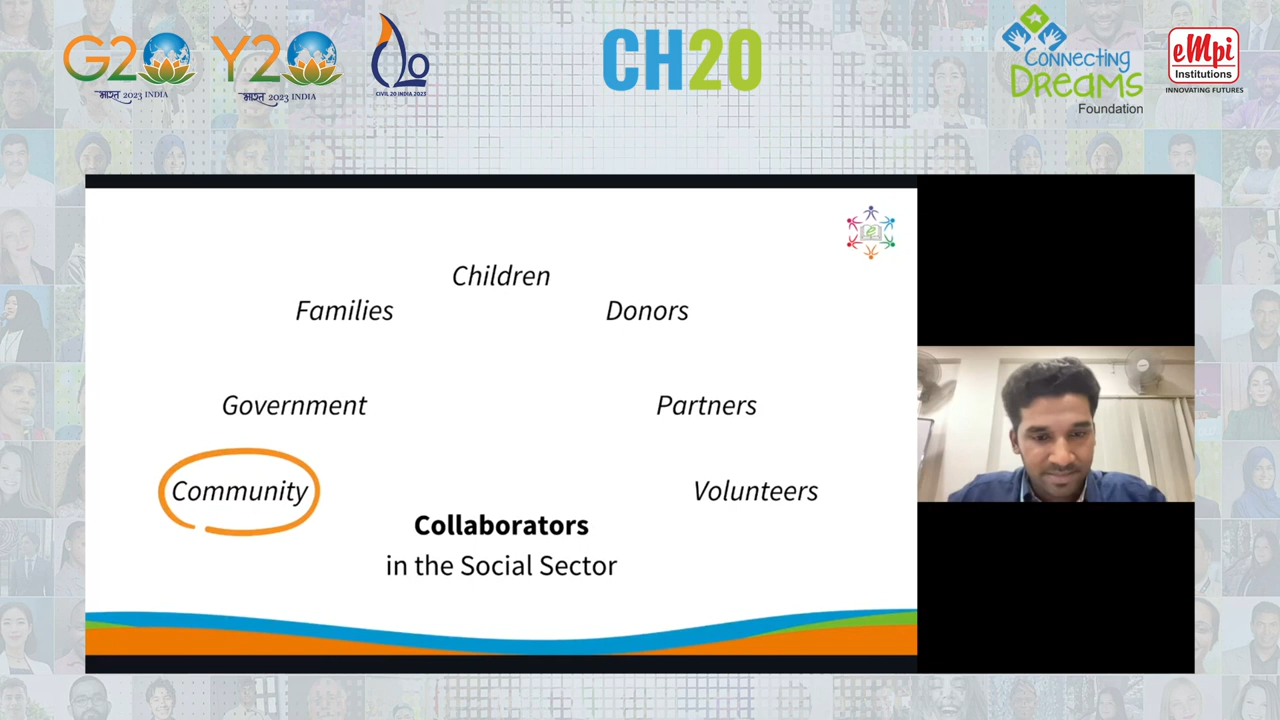 G20
भारत 2023 INDIA
Y20
भारत 2023 INDIA
CIVIL 20 INDIA 2023
CH20
Connecting
Dreams
Foundation
eMpi
Institutions
INNOVATING FUTURES
Children
Families
Donors
Government
Partners
Community
Volunteers
Collaborators
in the Social Sector